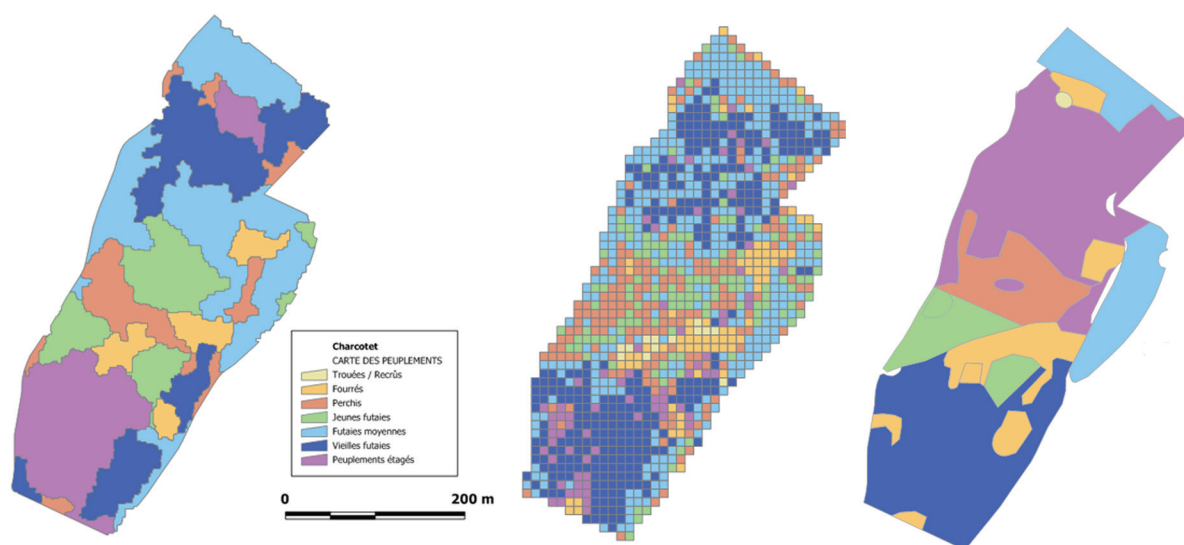 Charcotet
CARTE DES PEUPLEMENTS
Trouées / Recrûs
Fourrés
Perchis
Jeunes futaies
Futaies moyennes
Vieilles futaies
Peuplements étagés
0 200 m